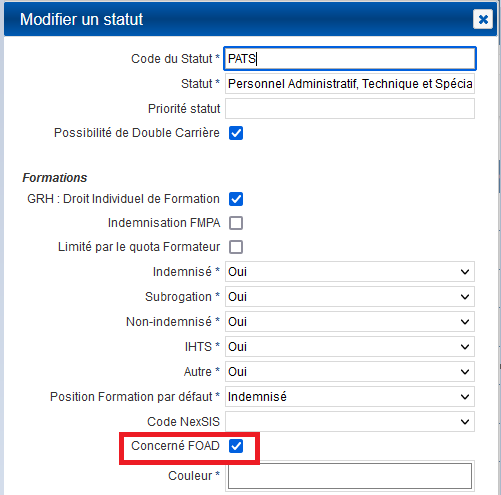 Modifier un statut
Code du Statut * PATS
Statut * Personnel Administratif, Technique et Spécia
Priorité statut
Possibilité de Double Carrière
Formations
GRH : Droit Individuel de Formation
Indemnisation FMPA
Limité par le quota Formateur
Indemnisé * Oui
Subrogation * Oui
Non-indemnisé * Oui
IHTS * Oui
Autre * Oui
Position Formation par défaut * Indemnisé
Code NexSIS
Concerné FOAD
Couleur *